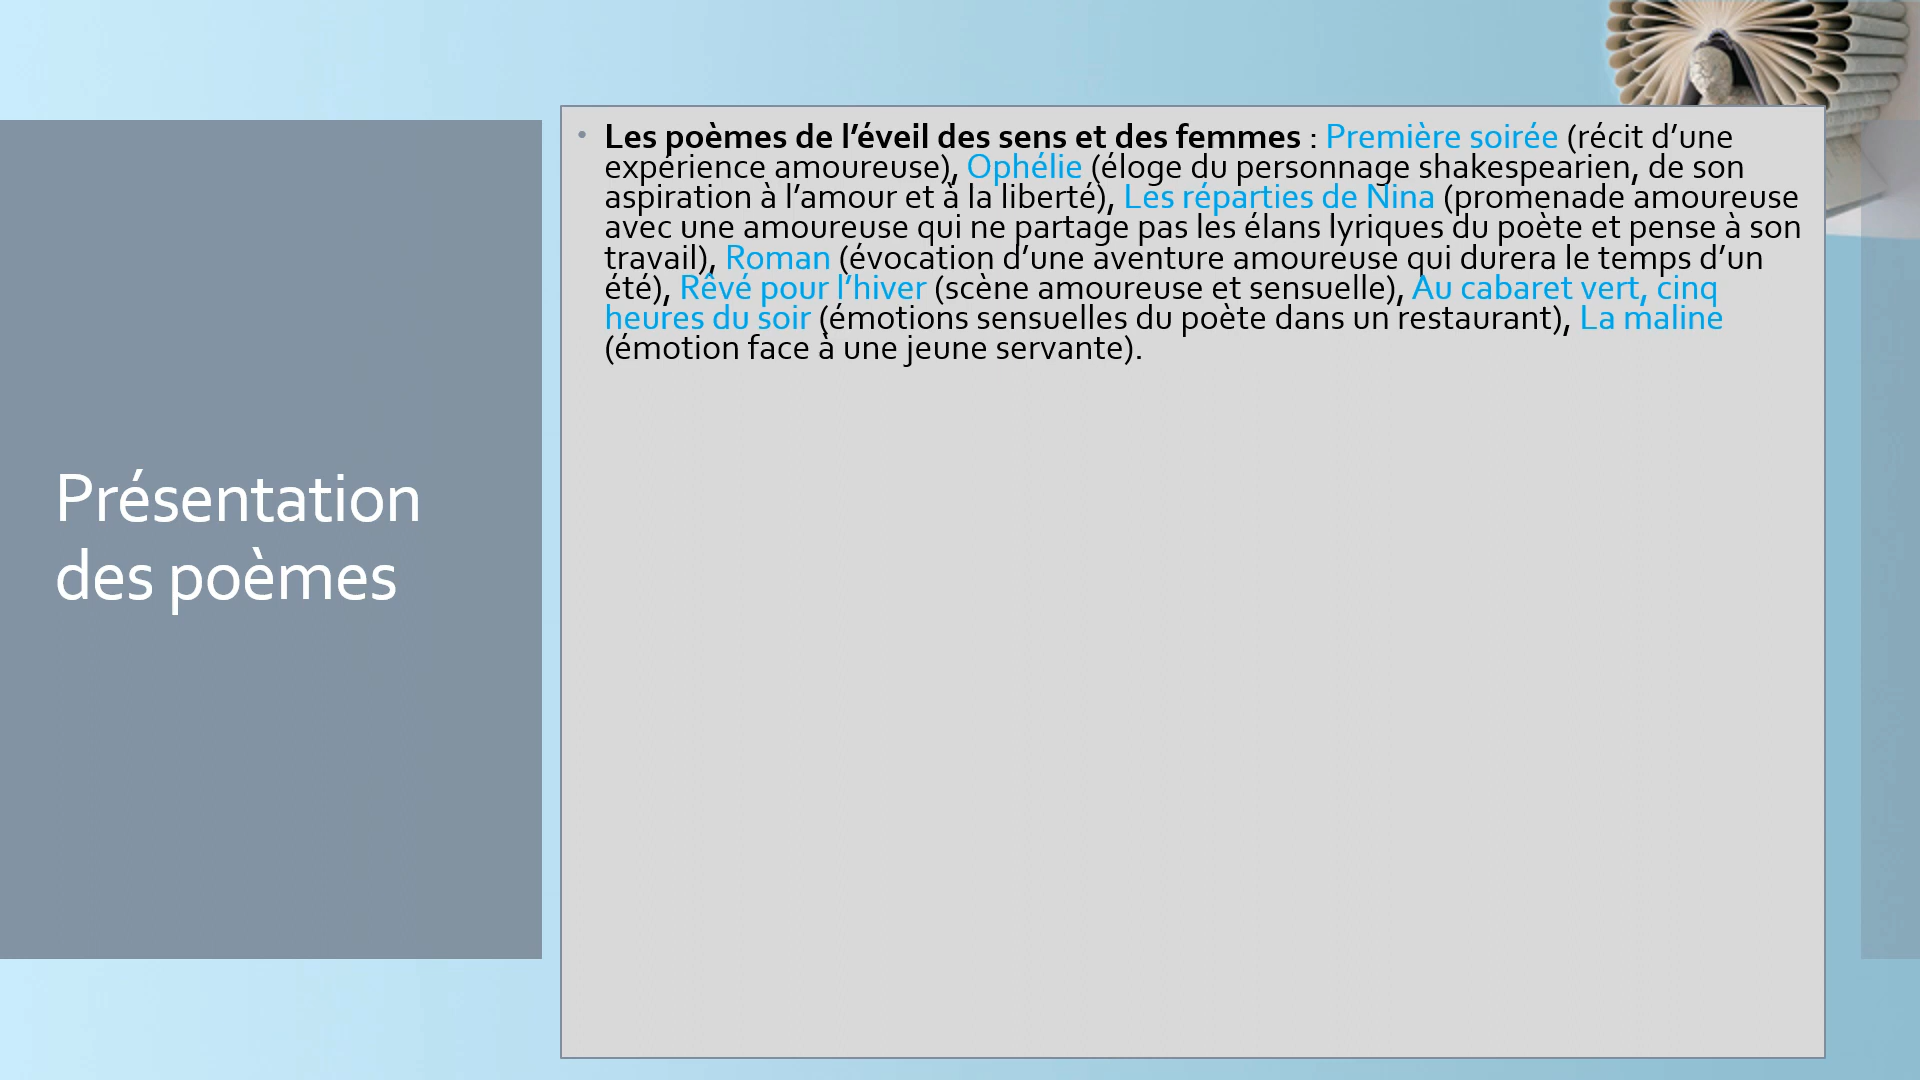 Présentation
des poèmes
• Les poèmes de l’éveil des sens et des femmes : Première soirée (récit d’une
expérience amoureuse), Ophélie (éloge du personnage shakespearien, de son
aspiration à l’amour et à la liberté), Les réparties de Nina (promenade amoureuse
avec une amoureuse qui ne partage pas les élans lyriques du poète et pense à son
travail), Roman (évocation d’une aventure amoureuse qui durera le temps d’un
été), Rêvé pour l’hiver (scène amoureuse et sensuelle), Au cabaret vert, cinq
heures du soir (émotions sensuelles du poète dans un restaurant), La maline
(émotion face à une jeune servante).